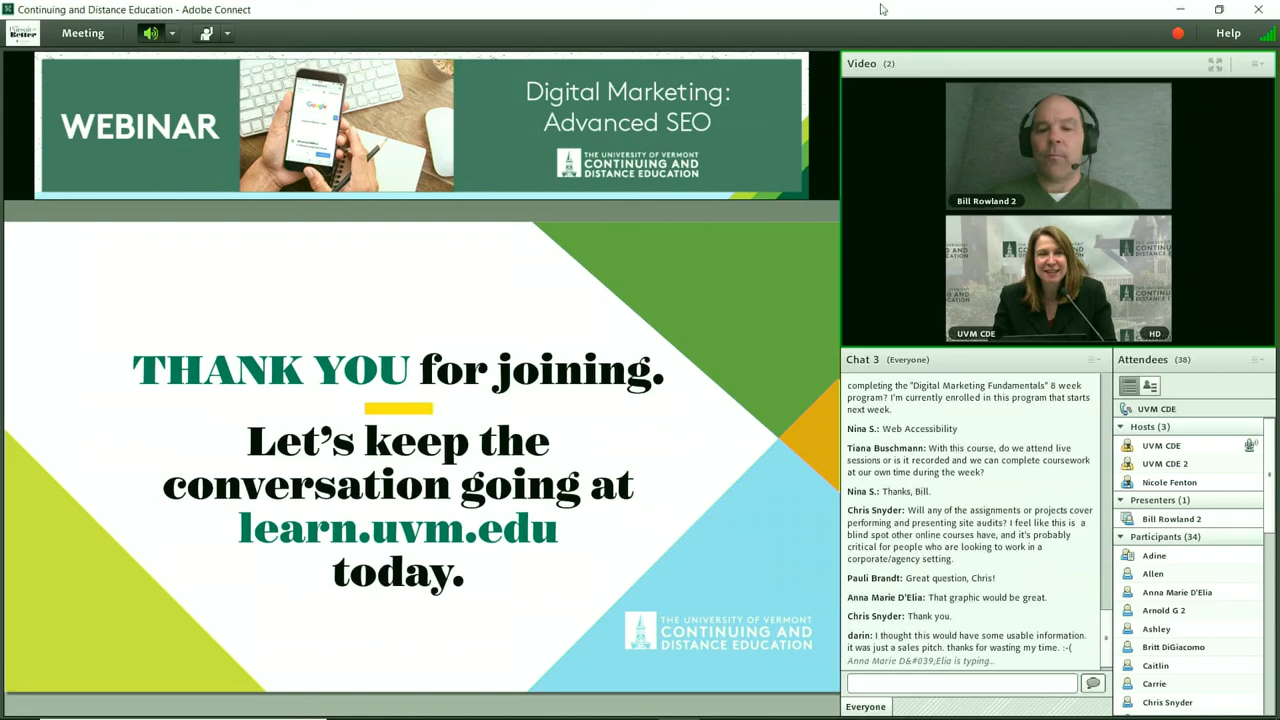 Continuing and Distance Education - Adobe Connect
Pursuit
Better
Meeting
Help
WEBINAR
Google
Digital Marketing:
Advanced SEO
THE UNIVERSITY OF VERMONT
CONTINUING AND
DISTANCE EDUCATION
THANK YOU for joining.
Let's keep the
conversation going at
learn.uvm.edu
today.
THE UNIVERSITY OF VERMONT
CONTINUING AND
DISTANCE EDUCATION
Video (2)
Bill Rowland 2
UVM CDE
HD
Chat 3 (Everyone)
completing the "Digital Marketing Fundamentals" 8 week
program? I'm currently enrolled in this program that starts
next week.
Nina S.: Web Accessibility
Tiana Buschmann: With this course, do we attend live
sessions or is it recorded and we can complete coursework
at our own time during the week?
Nina S.: Thanks, Bill.
Chris Snyder: Will any of the assignments or projects cover
performing and presenting site audits? I feel like this is a
blind spot other online courses have, and it's probably
critical for people who are looking to work in a
corporate/agency setting.
Pauli Brandt: Great question, Chris!
Anna Marie D'Elia: That graphic would be great.
Chris Snyder: Thank you.
darin: I thought this would have some usable information.
it was just a sales pitch. thanks for wasting my time. :-(
Anna Marie D&#039;Elia is typing...
Everyone
Attendees (38)
UVM CDE
Hosts (3)
UVM CDE
UVM CDE 2
Nicole Fenton
Presenters (1)
Bill Rowland 2
Participants (34)
Adine
Allen
Anna Marie D'Elia
Arnold G 2
Ashley
Britt DiGiacomo
Caitlin
Carrie
Chris Snyder